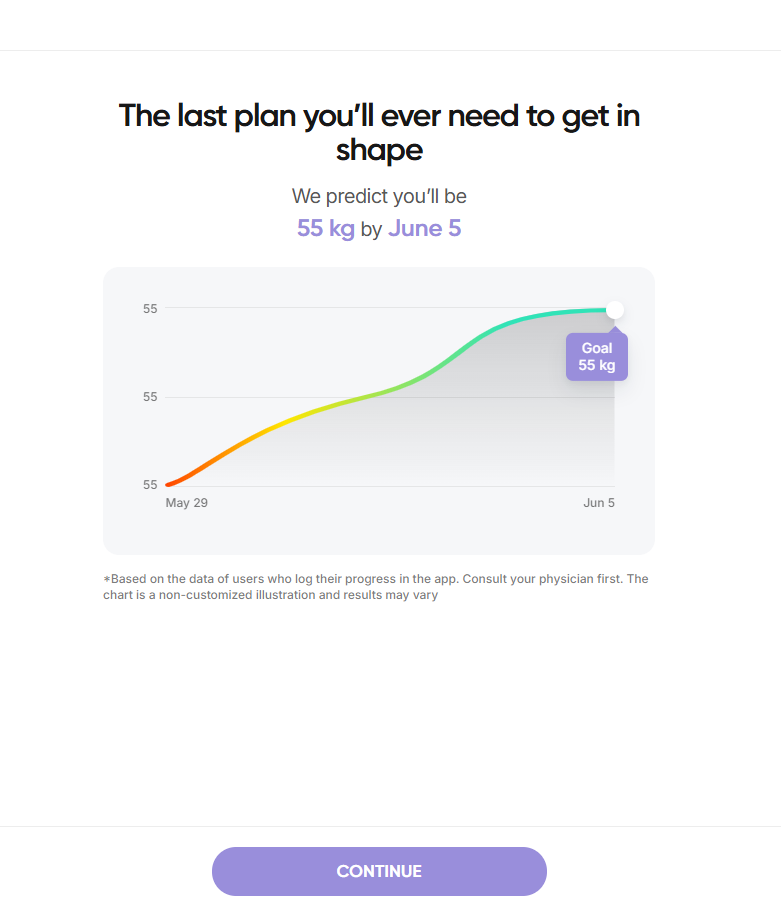 The last plan you’ll ever need to get in
shape
We predict you’ll be
55 kg by June 5
55
Goal
55 kg
55
55
May 29
Jun 5
*Based on the data of users who log their progress in the app. Consult your physician first. The
chart is a non-customized illustration and results may vary
CONTINUE